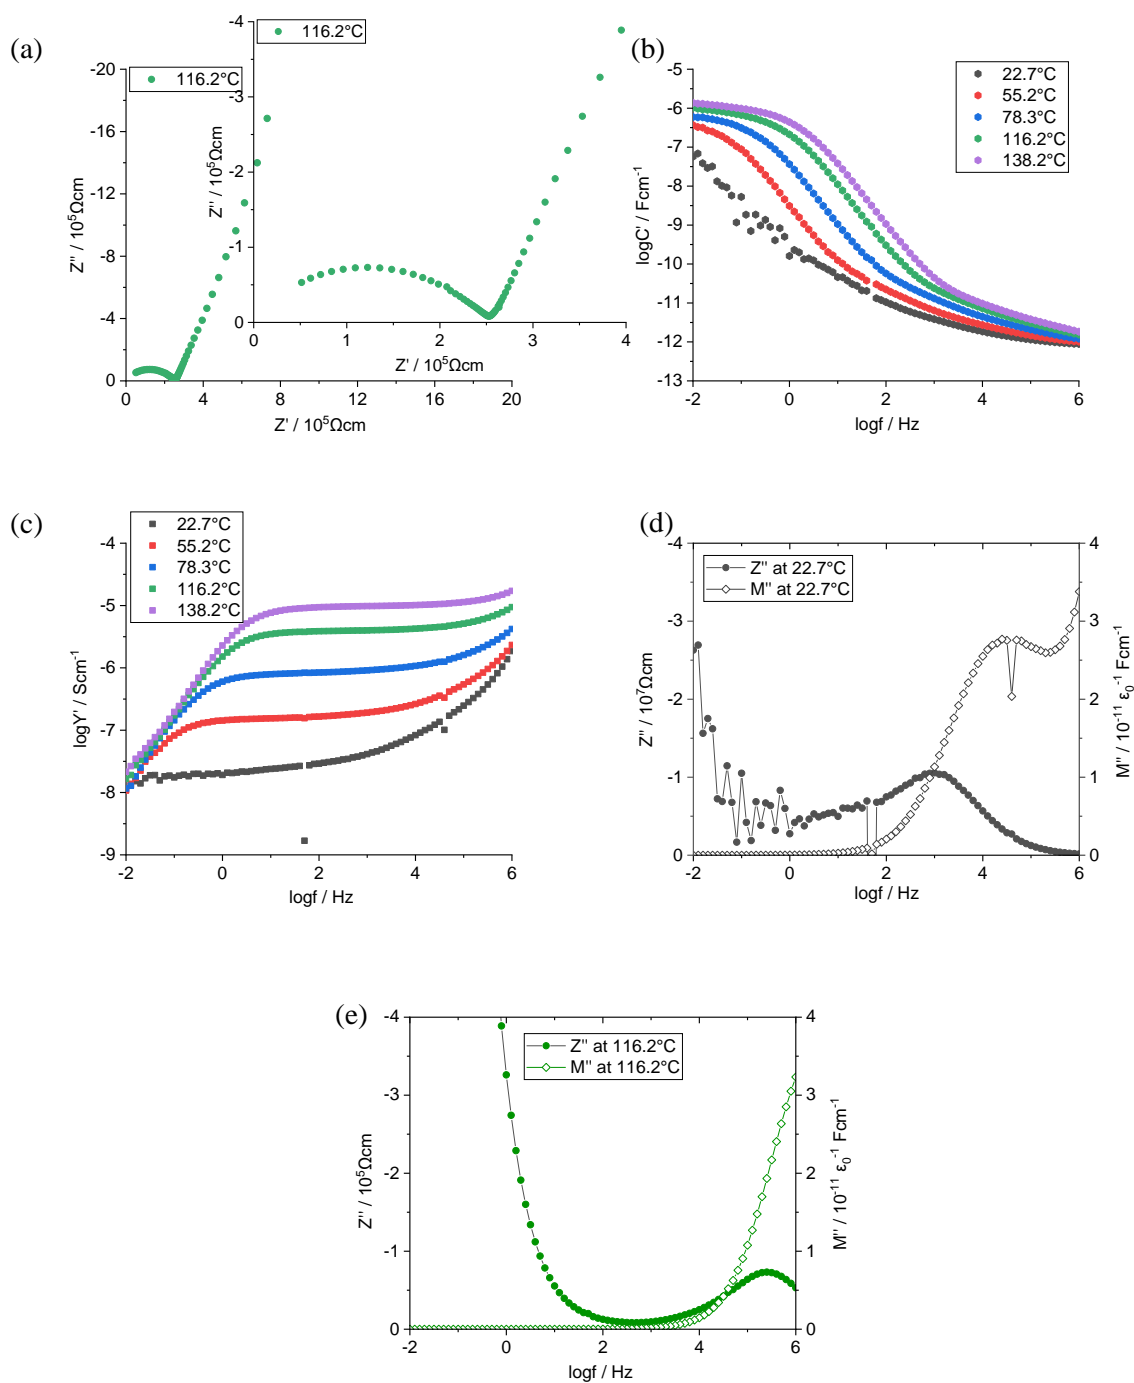 (a)
116.2°C
116.2°C
-20
-16
-12
-8
-4
0
Z'' / 10⁵Ωcm
0 4 8 12 16 20
Z' / 10⁵Ωcm
-4
-3
-2
-1
0
Z'' / 10⁵Ωcm
1 2 3 4
Z' / 10⁵Ωcm
(b)
22.7°C
55.2°C
78.3°C
116.2°C
138.2°C
-5
-6
-7
-8
-9
-10
-11
-12
-13
logC' / Fcm⁻¹
-2 0 2 4 6
logf / Hz
(c)
22.7°C
55.2°C
78.3°C
116.2°C
138.2°C
-4
-5
-6
-7
-8
-9
logY' / Scm⁻¹
-2 0 2 4 6
logf / Hz
(d)
Z'' at 22.7°C
M'' at 22.7°C
-4
-3
-2
-1
0
Z'' / 10⁷Ωcm
4
3
2
1
0
M'' / 10⁻¹¹ ε₀⁻¹ Fcm⁻¹
-2 0 2 4 6
logf / Hz
(e)
Z'' at 116.2°C
M'' at 116.2°C
-4
-3
-2
-1
0
Z'' / 10⁵Ωcm
4
3
2
1
0
M'' / 10⁻¹¹ ε₀⁻¹ Fcm⁻¹
-2 0 2 4 6
logf / Hz